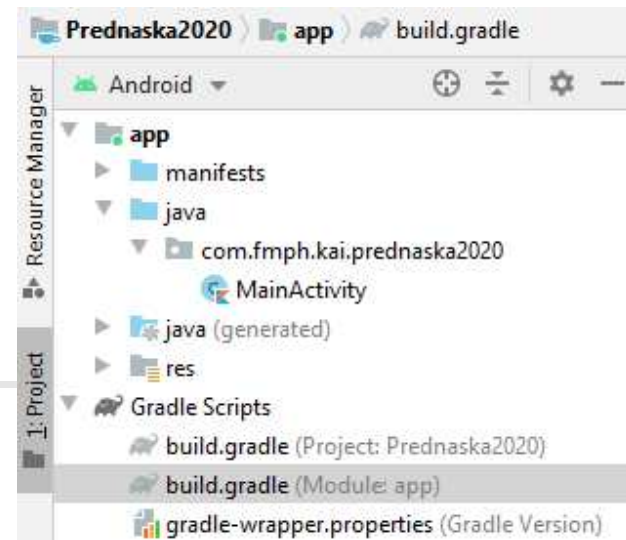 Prednaska2020 app build.gradle
Android
app
manifests
java
com.fmph.kai.prednaska2020
MainActivity
java (generated)
res
Gradle Scripts
build.gradle (Project: Prednaska2020)
build.gradle (Module: app)
gradle-wrapper.properties (Gradle Version)
Resource Manager
1: Project